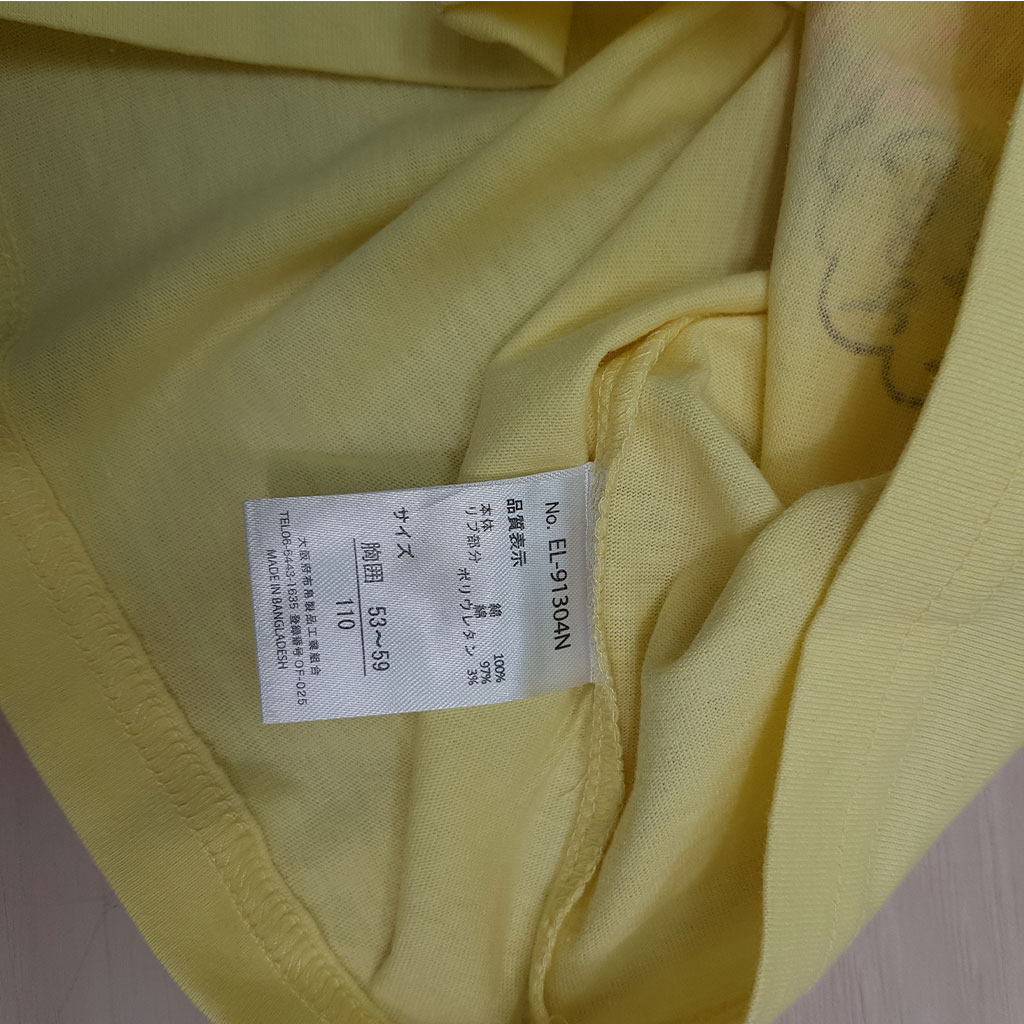 No. EL-91304N
品質表示
本体 綿 100%
リブ部分 綿 97%
ポリウレタン 3%
サイズ
胸囲 53～59
110
大阪府布帛製品工業組合
TEL06-6443-1635 登録番号 OF-025
MADE IN BANGLADESH